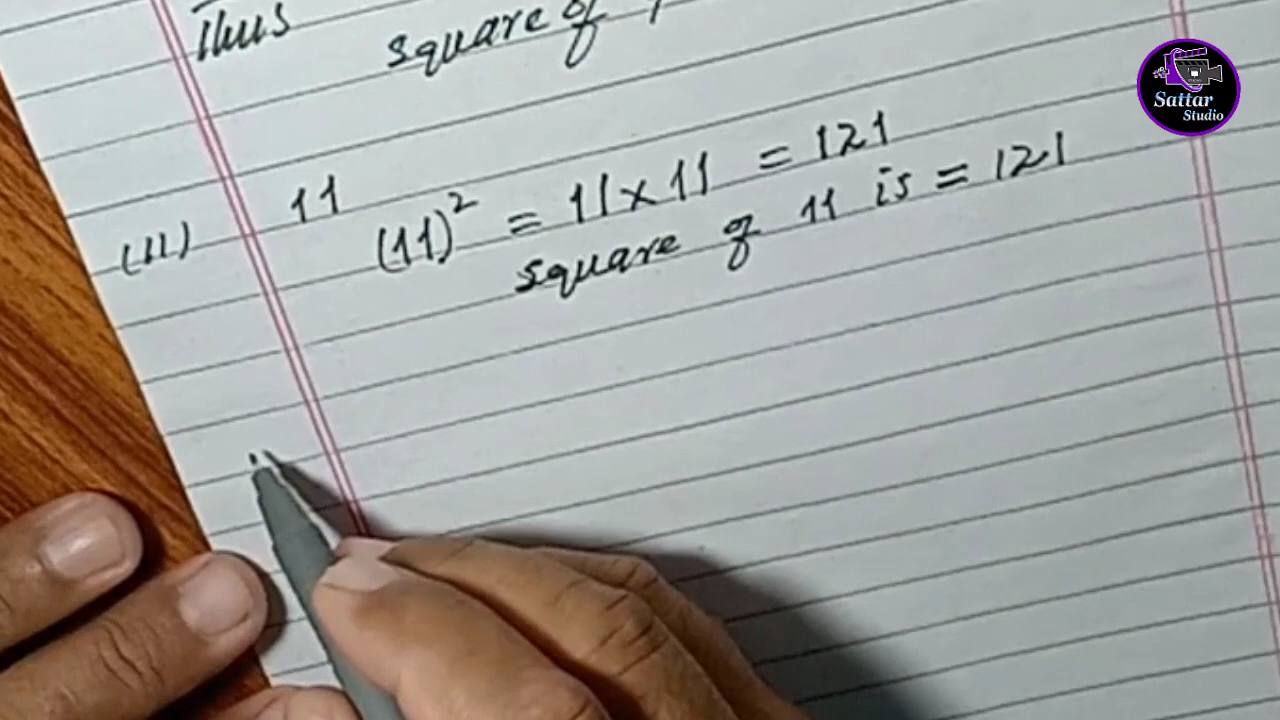 Thus square of
(11) 11
(11)² = 11 x 11 = 121
square of 11 is = 121
Sattar
Studio